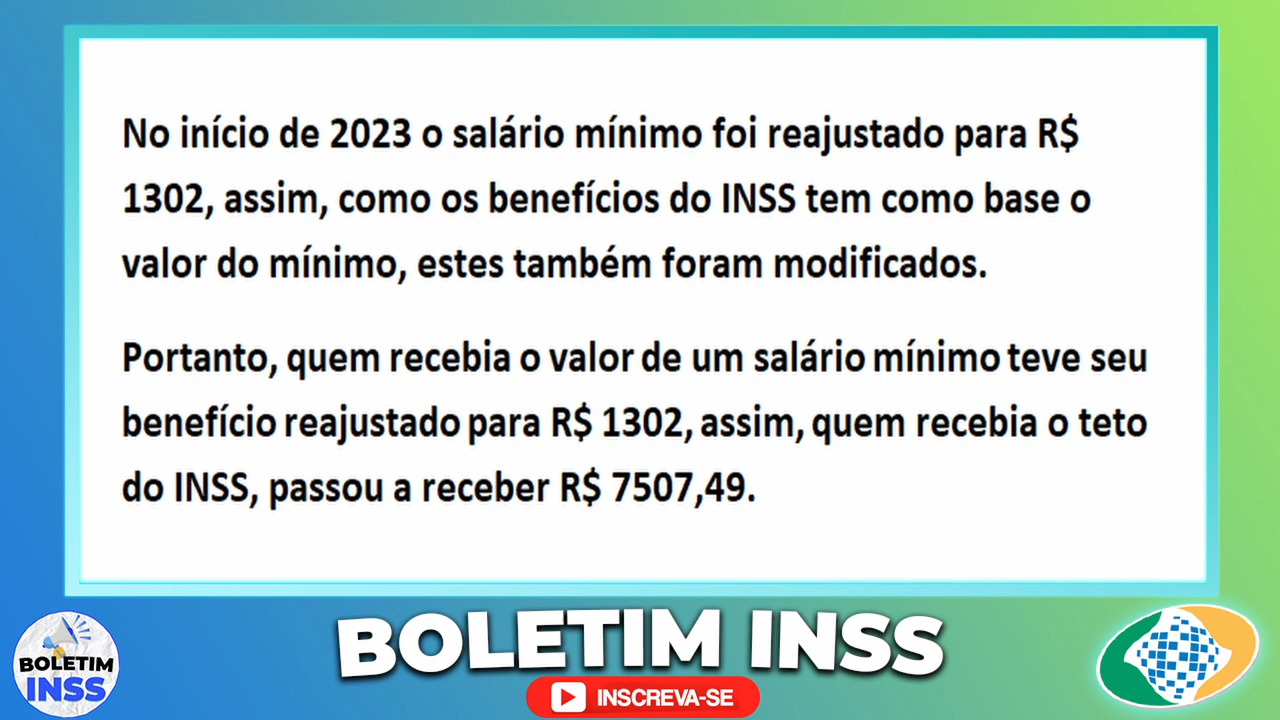 No início de 2023 o salário mínimo foi reajustado para R$
1302, assim, como os benefícios do INSS tem como base o
valor do mínimo, estes também foram modificados.
Portanto, quem recebia o valor de um salário mínimo teve seu
benefício reajustado para R$ 1302, assim, quem recebia o teto
do INSS, passou a receber R$ 7507,49.
BOLETIM INSS
INSCREVA-SE
BOLETIM
INSS